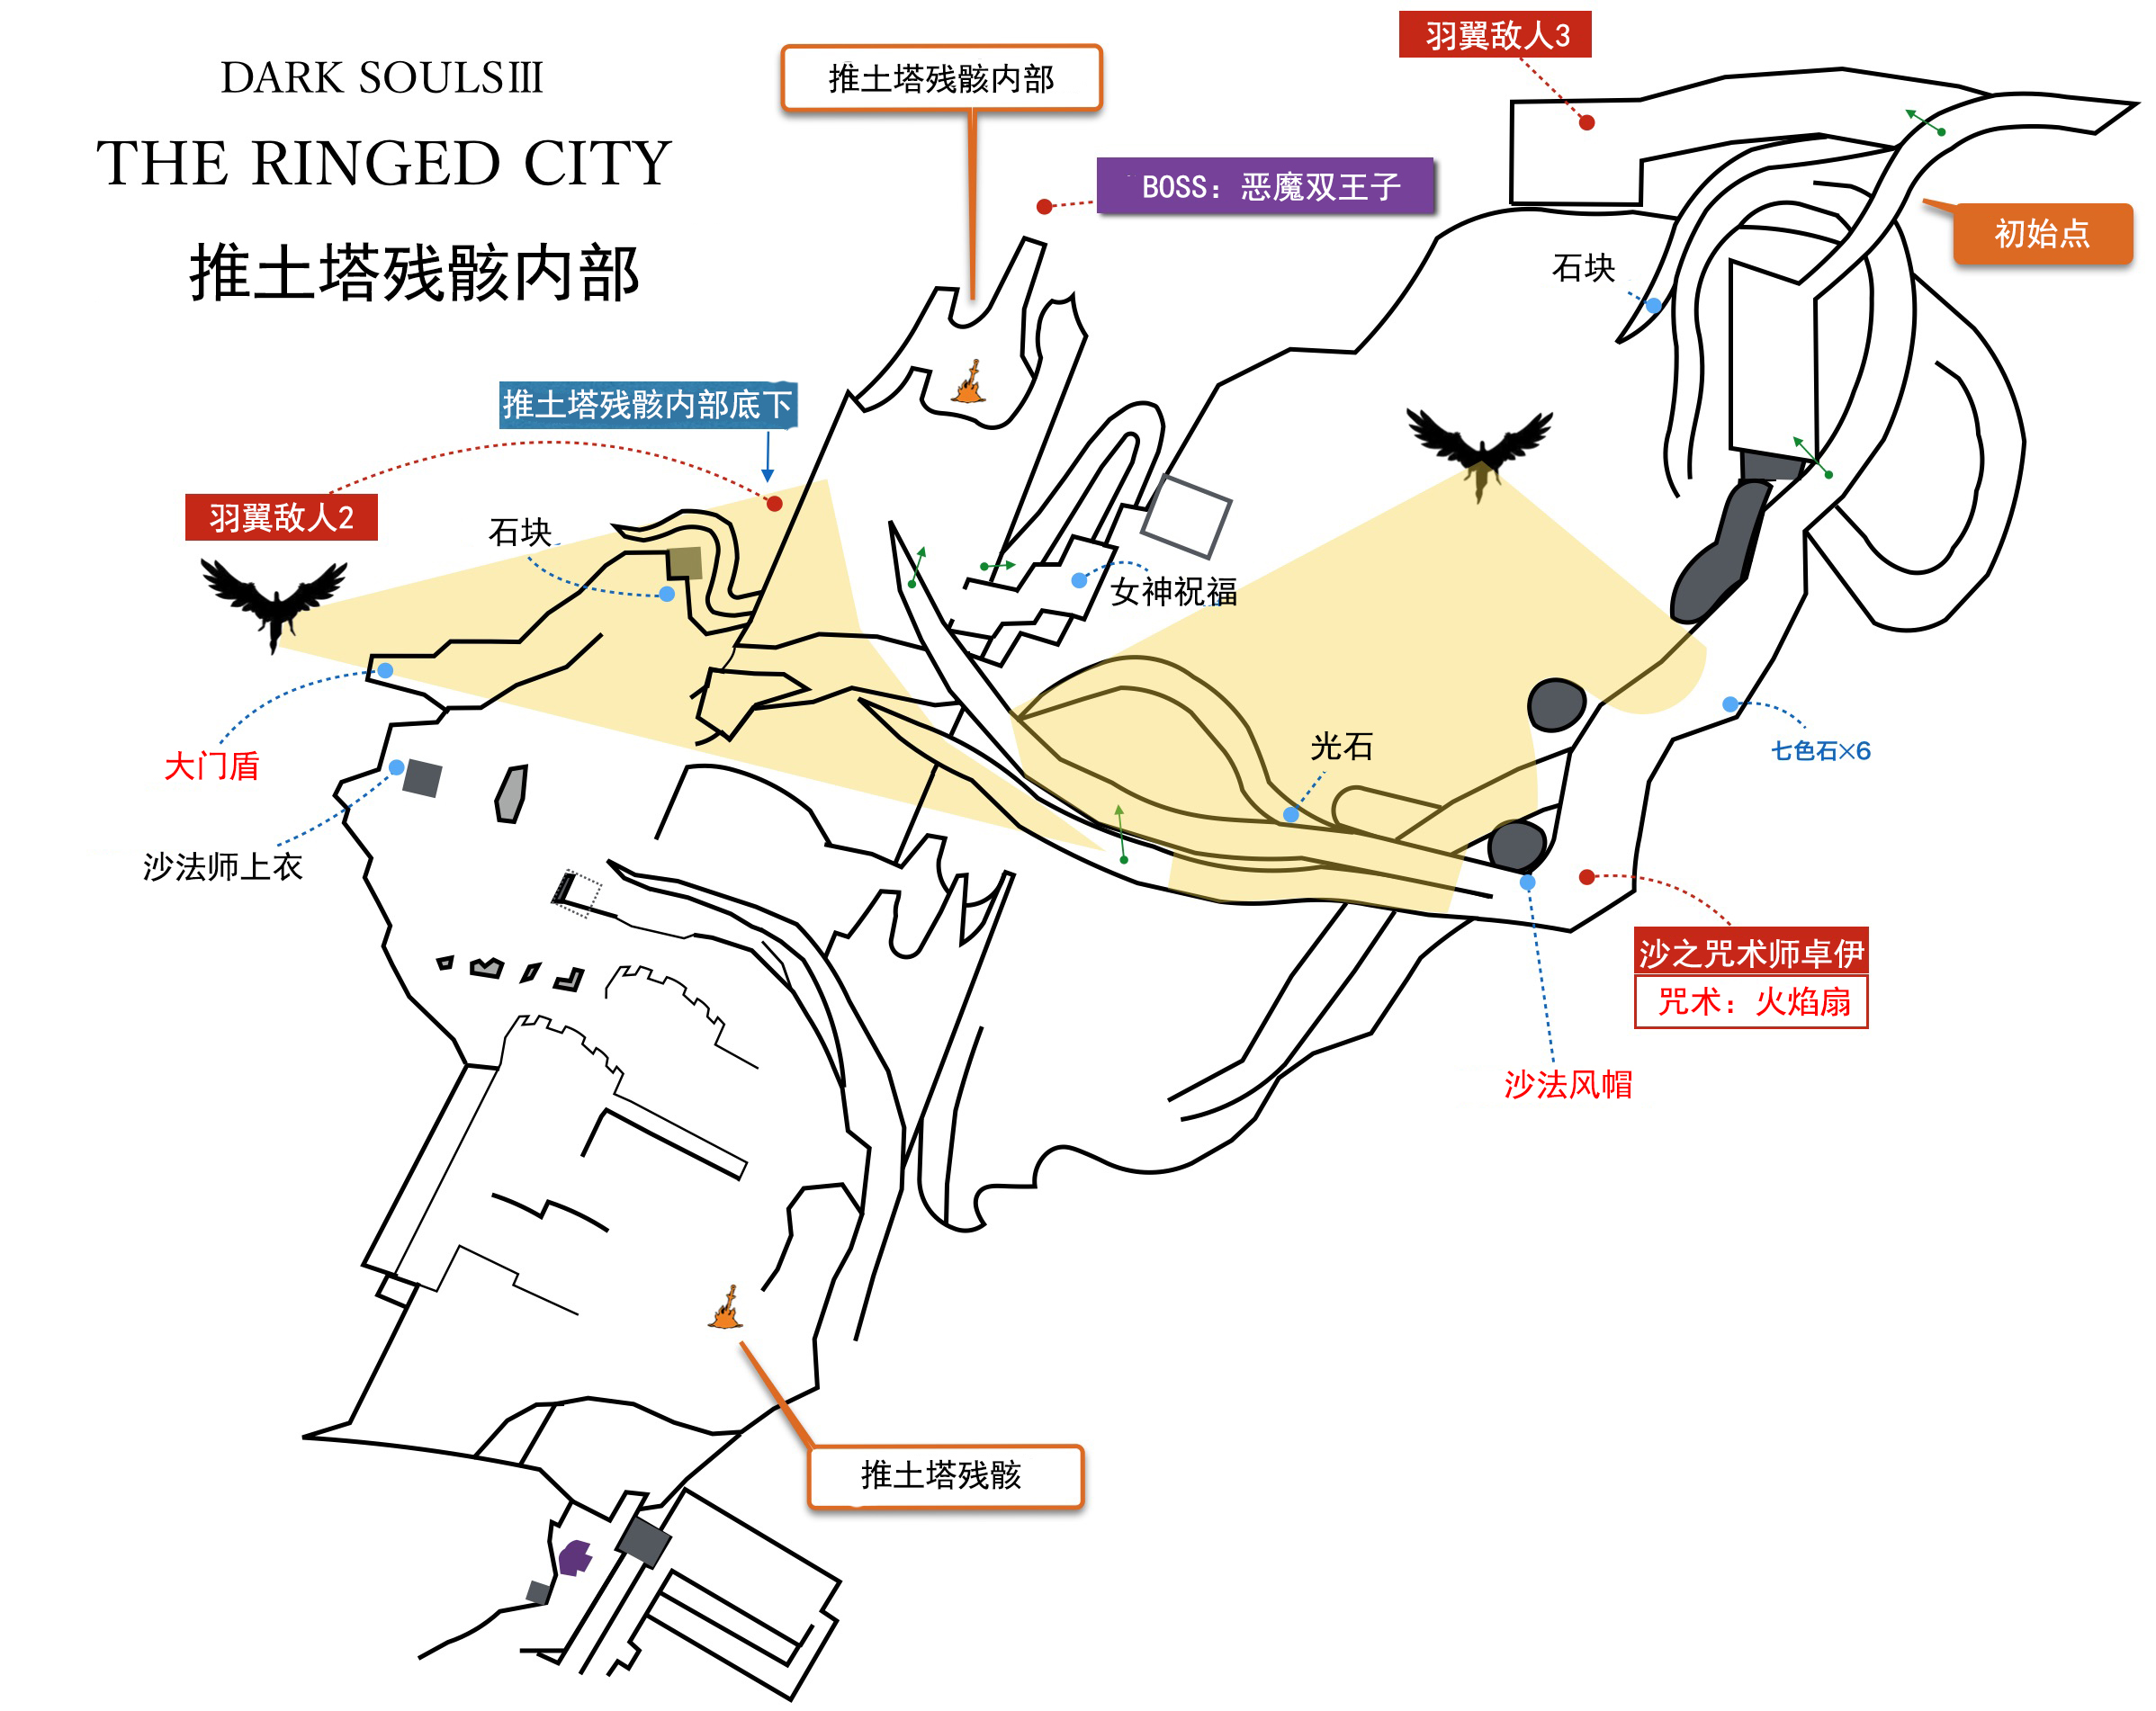 DARK SOULSIII
THE RINGED CITY
推土塔残骸内部
推土塔残骸内部
羽翼敌人3
BOSS：恶魔双王子
初始点
石块
推土塔残骸内部底下
羽翼敌人2
石块
女神祝福
大门盾
光石
七色石×6
沙法师上衣
沙之咒术师卓伊
咒术：火焰扇
沙法风帽
推土塔残骸